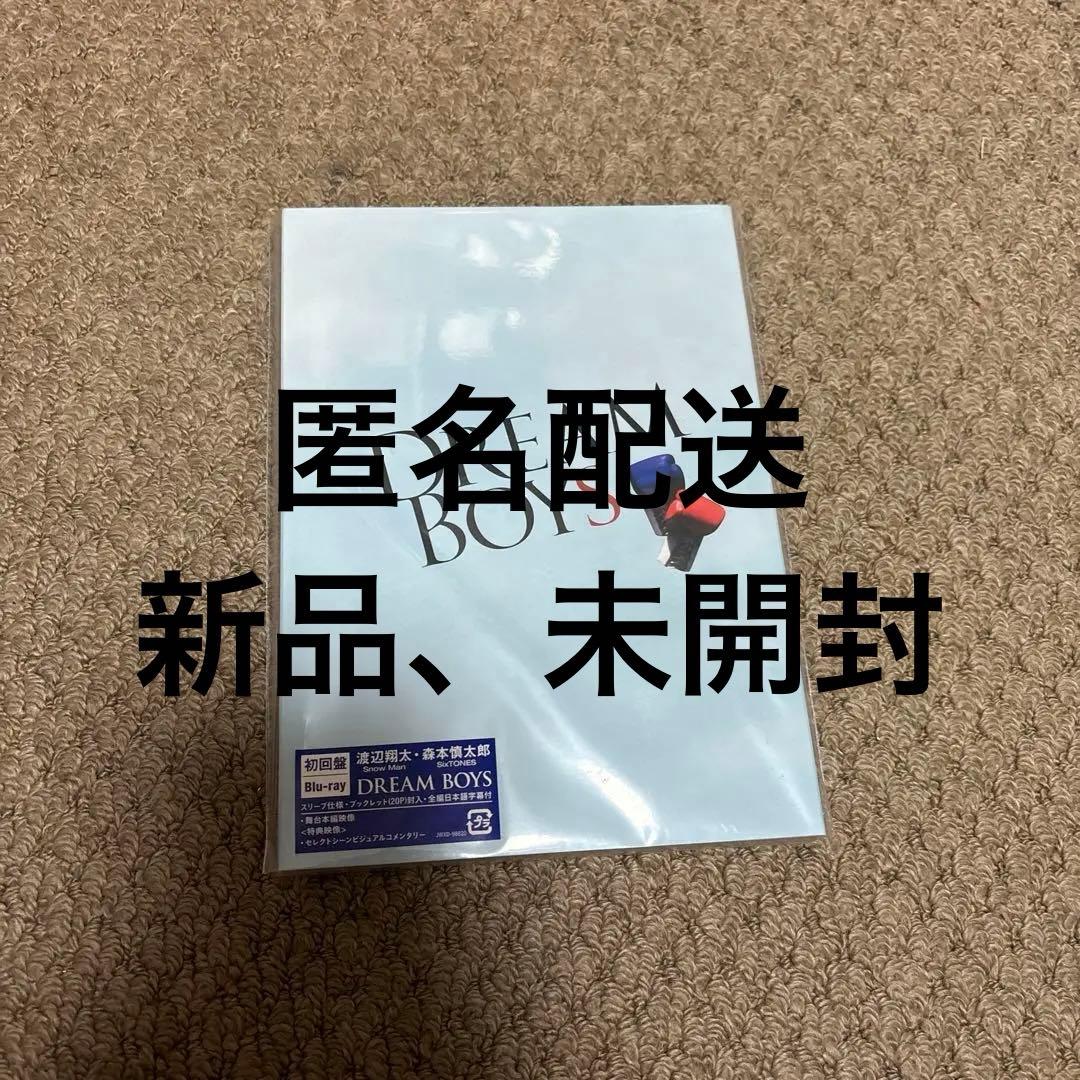 DREAM
匿名配送
BOYS
新品、未開封
初回盤
Blu-ray
渡辺翔太・森本慎太郎
Snow Man SixTONES
DREAM BOYS
スリーブ仕様・ブックレット(20P)封入・全編日本語字幕付
・舞台本編映像
<特典映像>
・セレクトシーンビジュアルコメンタリー
プラ